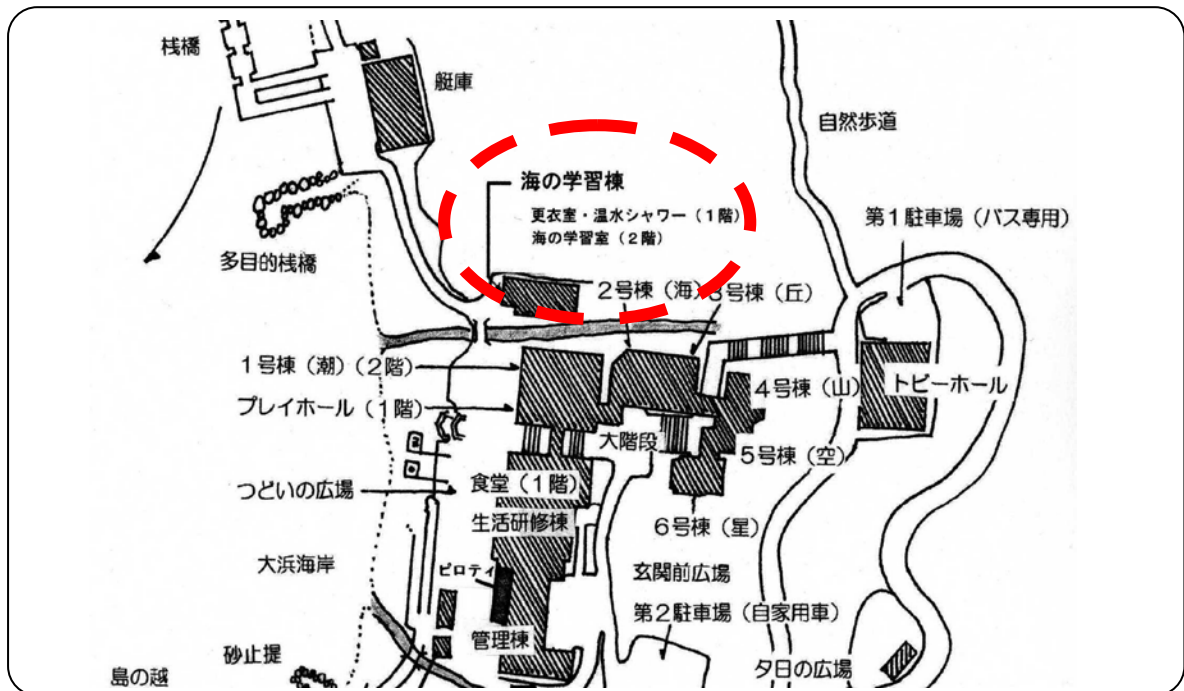 桟橋
艇庫
自然歩道
海の学習棟
更衣室・温水シャワー（1階）
海の学習室（2階）
第1駐車場（バス専用）
多目的桟橋
2号棟（海）
3号棟（丘）
1号棟（潮）（2階）
プレイホール（1階）
4号棟（山）
トビーホール
大階段
5号棟（空）
つどいの広場
食堂（1階）
生活研修棟
6号棟（星）
大浜海岸
ピロティ
玄関前広場
第2駐車場（自家用車）
管理棟
砂止提
島の越
夕日の広場